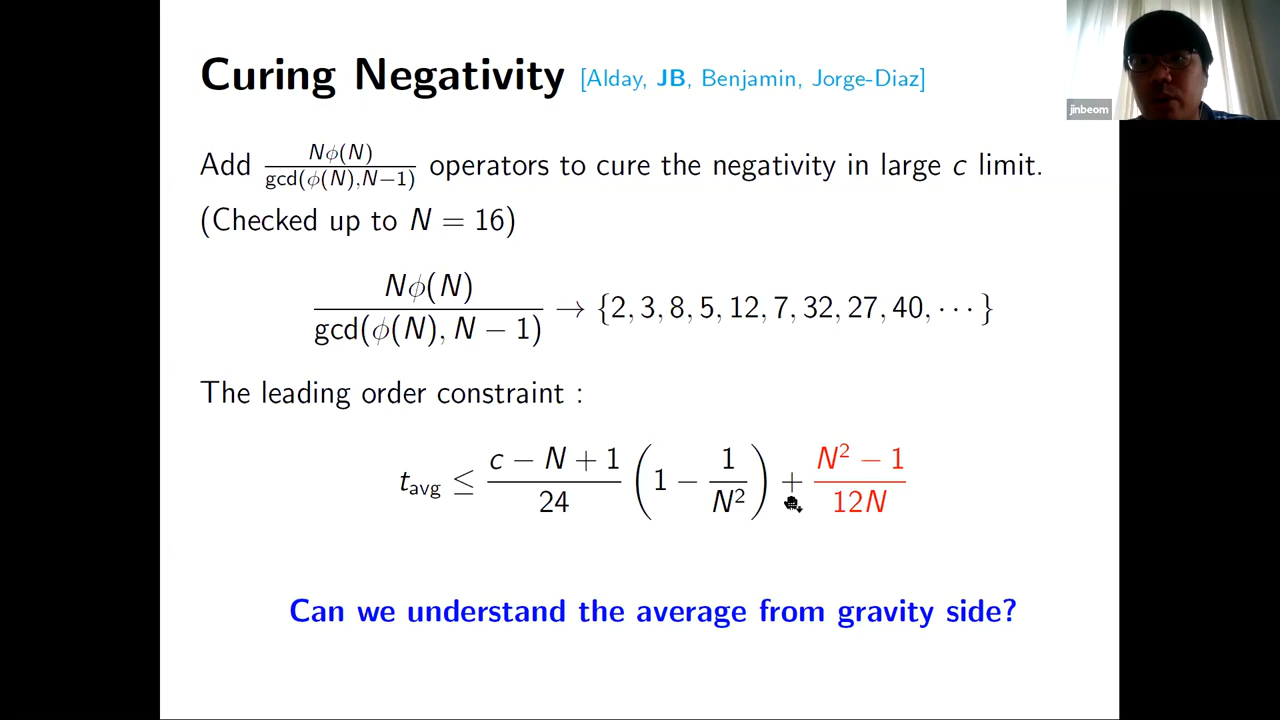 Curing Negativity [Alday, JB, Benjamin, Jorge-Diaz]
jinbeom
Add Nϕ(N)/gcd(ϕ(N),N−1) operators to cure the negativity in large c limit.
(Checked up to N = 16)
Nϕ(N)/gcd(ϕ(N), N − 1) → {2, 3, 8, 5, 12, 7, 32, 27, 40, ⋯ }
The leading order constraint :
t_avg ≤ (c − N + 1)/24 (1 − 1/N²) + (N² − 1)/12N
Can we understand the average from gravity side?